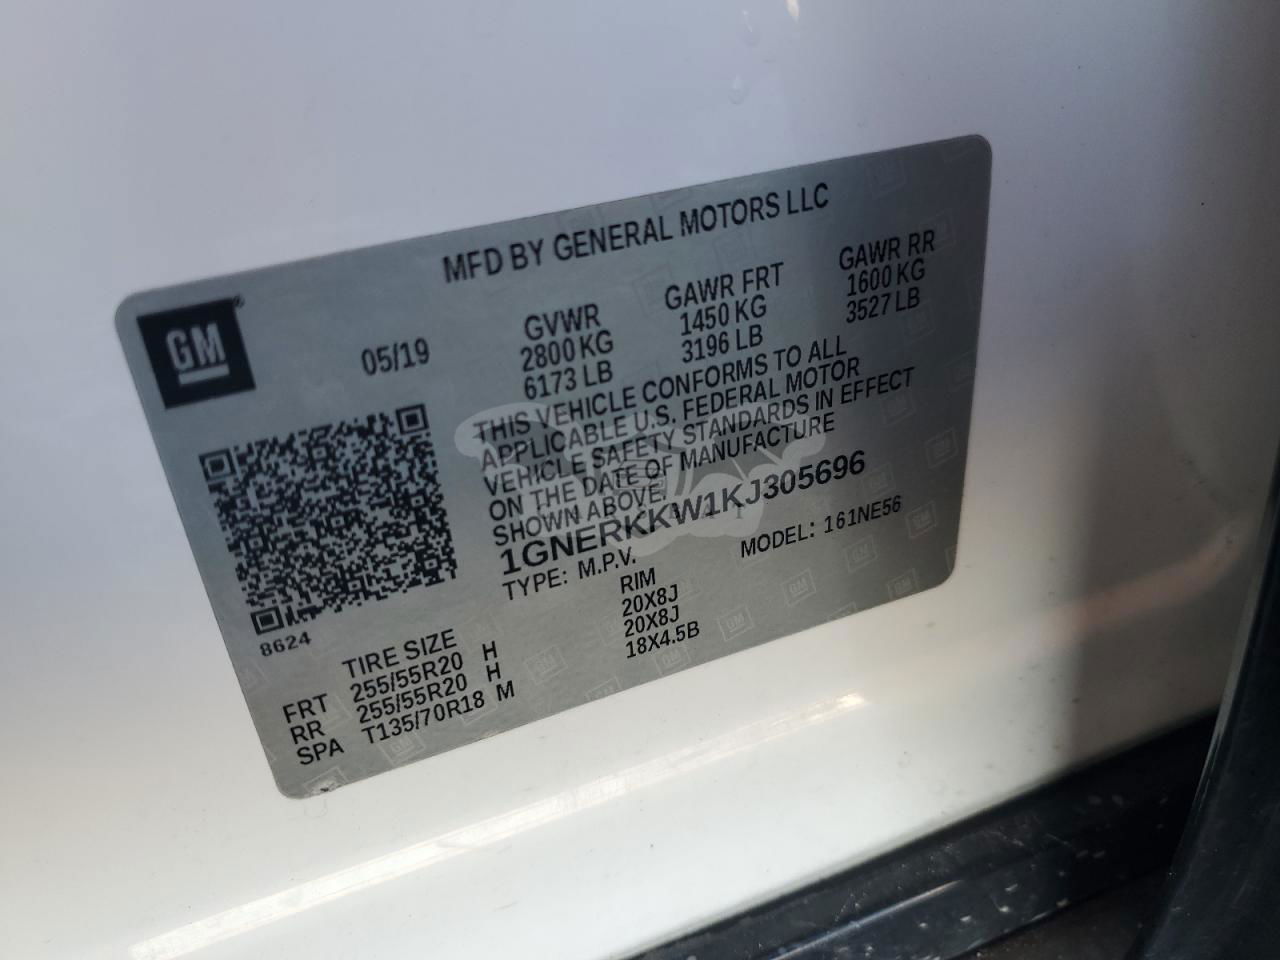 MFD BY GENERAL MOTORS LLC
GM
05/19
GVWR
2800 KG
6173 LB
GAWR FRT
1450 KG
3196 LB
GAWR RR
1600 KG
3527 LB
THIS VEHICLE CONFORMS TO ALL
APPLICABLE U.S. FEDERAL MOTOR
VEHICLE SAFETY STANDARDS IN EFFECT
ON THE DATE OF MANUFACTURE
SHOWN ABOVE.
1GNERKKW1KJ305696
TYPE: M.P.V. MODEL: 161NE56
8624
TIRE SIZE RIM
FRT 255/55R20 H 20X8J
RR 255/55R20 H 20X8J
SPA T135/70R18 M 18X4.5B